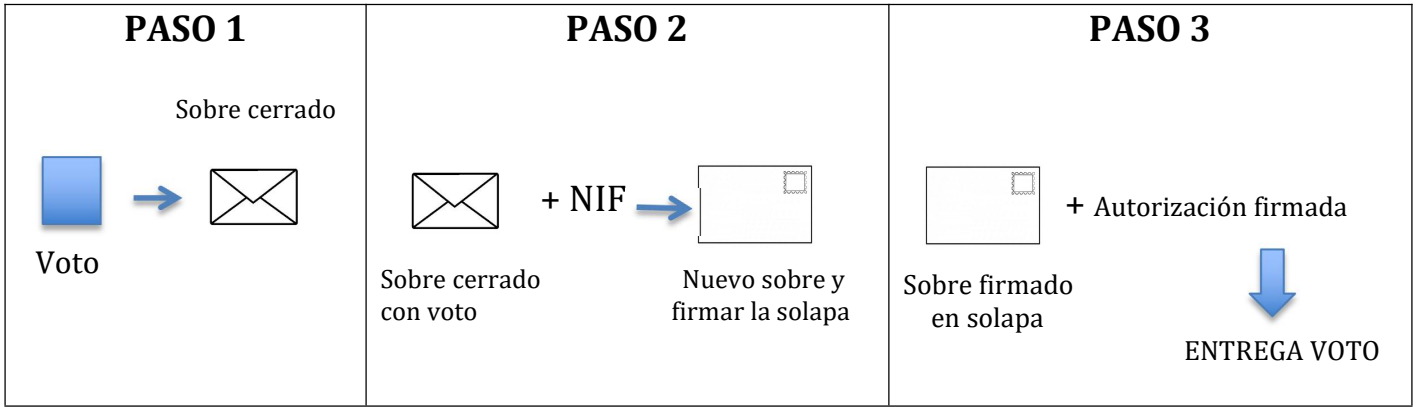 PASO 1
Sobre cerrado
Voto
PASO 2
+ NIF
Sobre cerrado
con voto
Nuevo sobre y
firmar la solapa
PASO 3
+ Autorización firmada
Sobre firmado
en solapa
ENTREGA VOTO